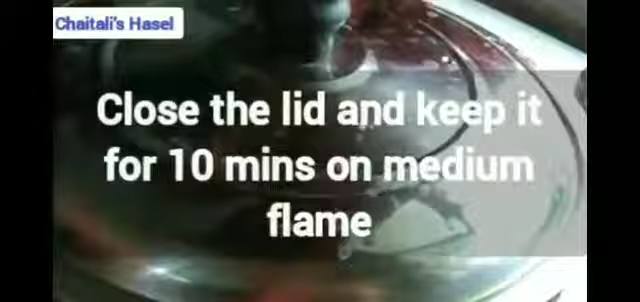 Chaitali's Hasel
Close the lid and keep it
for 10 mins on medium
flame